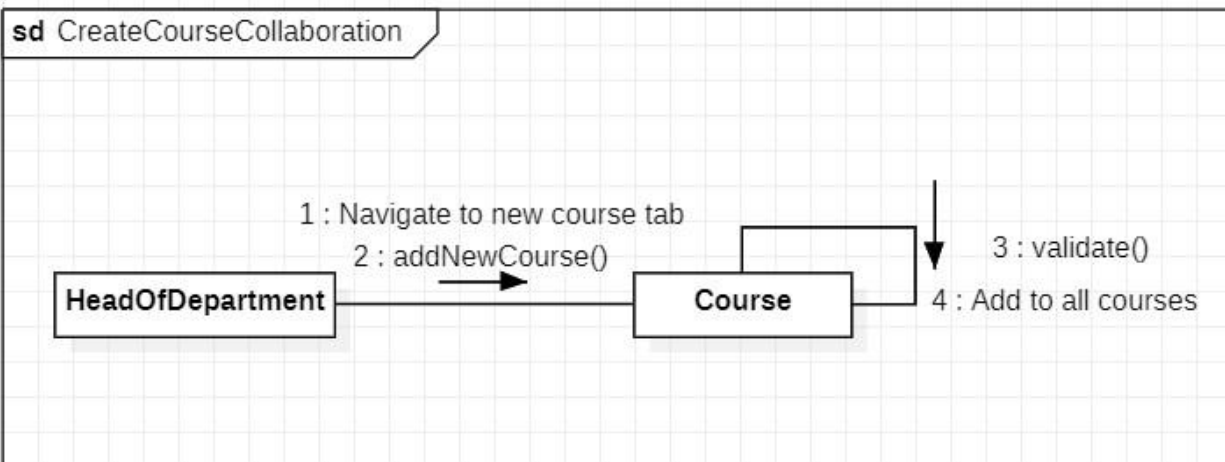 sd CreateCourseCollaboration
1 : Navigate to new course tab
2 : addNewCourse()
3 : validate()
HeadOfDepartment
Course
4 : Add to all courses